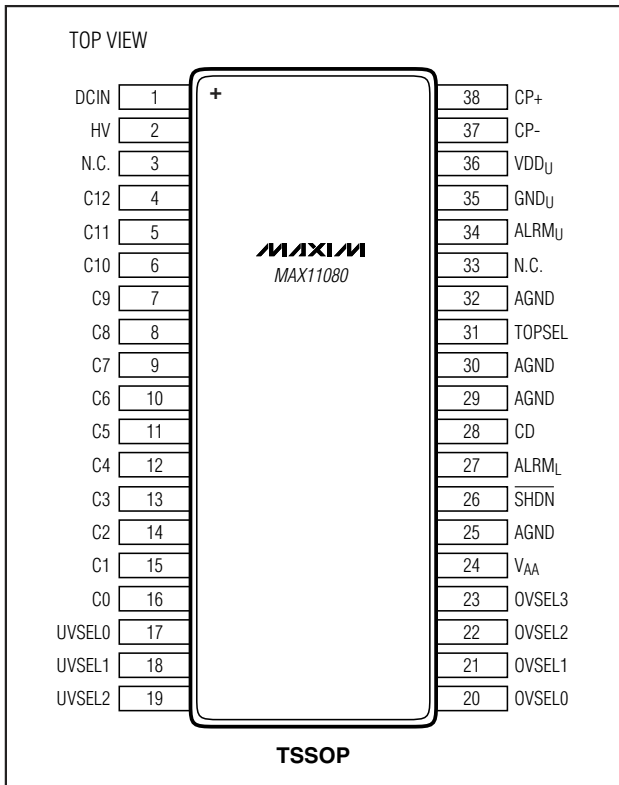 TOP VIEW
DCIN 1 + 38 CP+
HV 2 37 CP-
N.C. 3 36 VDDU
C12 4 35 GNDU
C11 5 34 ALRMU
MAXIM
C10 6 33 N.C.
MAX11080
C9 7 32 AGND
C8 8 31 TOPSEL
C7 9 30 AGND
C6 10 29 AGND
C5 11 28 CD
C4 12 27 ALRML
C3 13 26 SHDN
C2 14 25 AGND
C1 15 24 VAA
C0 16 23 OVSEL3
UVSEL0 17 22 OVSEL2
UVSEL1 18 21 OVSEL1
UVSEL2 19 20 OVSEL0
TSSOP